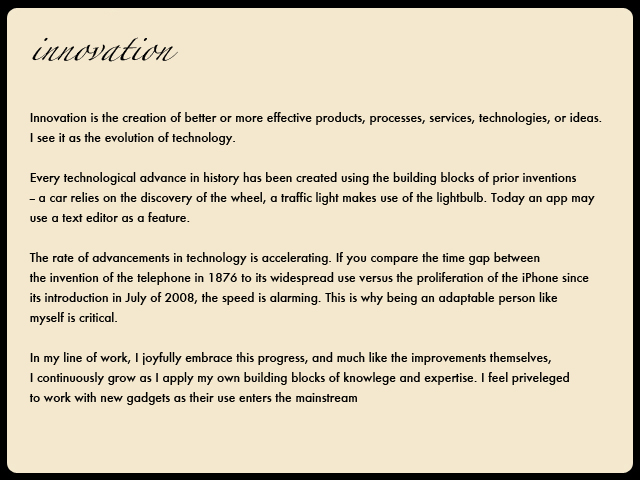 innovation
Innovation is the creation of better or more effective products, processes, services, technologies, or ideas.
I see it as the evolution of technology.
Every technological advance in history has been created using the building blocks of prior inventions
– a car relies on the discovery of the wheel, a traffic light makes use of the lightbulb. Today an app may
use a text editor as a feature.
The rate of advancements in technology is accelerating. If you compare the time gap between
the invention of the telephone in 1876 to its widespread use versus the proliferation of the iPhone since
its introduction in July of 2008, the speed is alarming. This is why being an adaptable person like
myself is critical.
In my line of work, I joyfully embrace this progress, and much like the improvements themselves,
I continuously grow as I apply my own building blocks of knowlege and expertise. I feel priveleged
to work with new gadgets as their use enters the mainstream